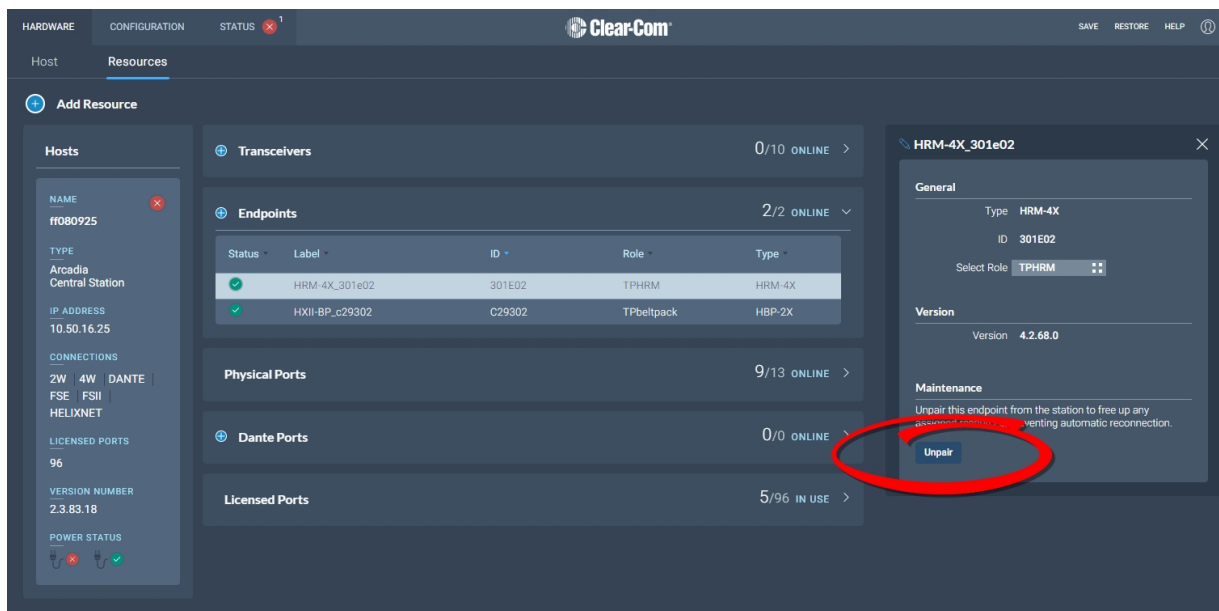 HARDWARE CONFIGURATION STATUS 1 Clear-Com SAVE RESTORE HELP
Host Resources
Add Resource
Hosts
NAME
ff080925
TYPE
Arcadia
Central Station
IP ADDRESS
10.50.16.25
CONNECTIONS
2W 4W DANTE
FSE FSII
HELIXNET
LICENSED PORTS
96
VERSION NUMBER
2.3.83.18
POWER STATUS
Transceivers 0/10 ONLINE
Endpoints 2/2 ONLINE
Status Label ID Role Type
HRM-4X_301e02 301E02 TPHRM HRM-4X
HXII-BP_c29302 C29302 TPbeltpack HBP-2X
Physical Ports 9/13 ONLINE
Dante Ports 0/0 ONLINE
Licensed Ports 5/96 IN USE
HRM-4X_301e02
General
Type HRM-4X
ID 301E02
Select Role TPHRM
Version
Version 4.2.68.0
Maintenance
Unpair this endpoint from the station to free up any
automatic reconnection.
Unpair